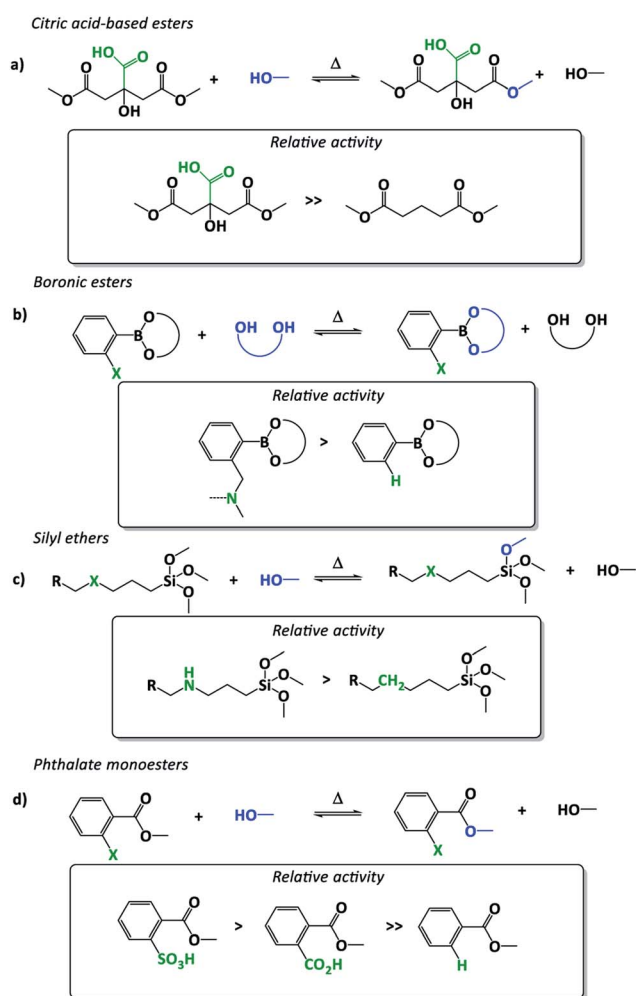 Citric acid-based esters
a)
HO O
O O
O O
OH
+ HO
Δ
HO O
O O
O O
OH
+ HO
Relative activity
HO O
O O
O O
OH
>>
O O
O O
Boronic esters
b)
O
B
O
X
+ OH OH
Δ
O
B
O
X
+ OH OH
Relative activity
O
B
O
N
>
O
B
O
H
Silyl ethers
c)
R X Si O O O
+ HO
Δ
R X Si O O O
+ HO
Relative activity
R H N Si O O O
>
R CH2 Si O O O
Phthalate monoesters
d)
O
O
X
+ HO
Δ
O
O
X
+ HO
Relative activity
O
O
SO3H
>
O
O
CO2H
>>
O
O
H